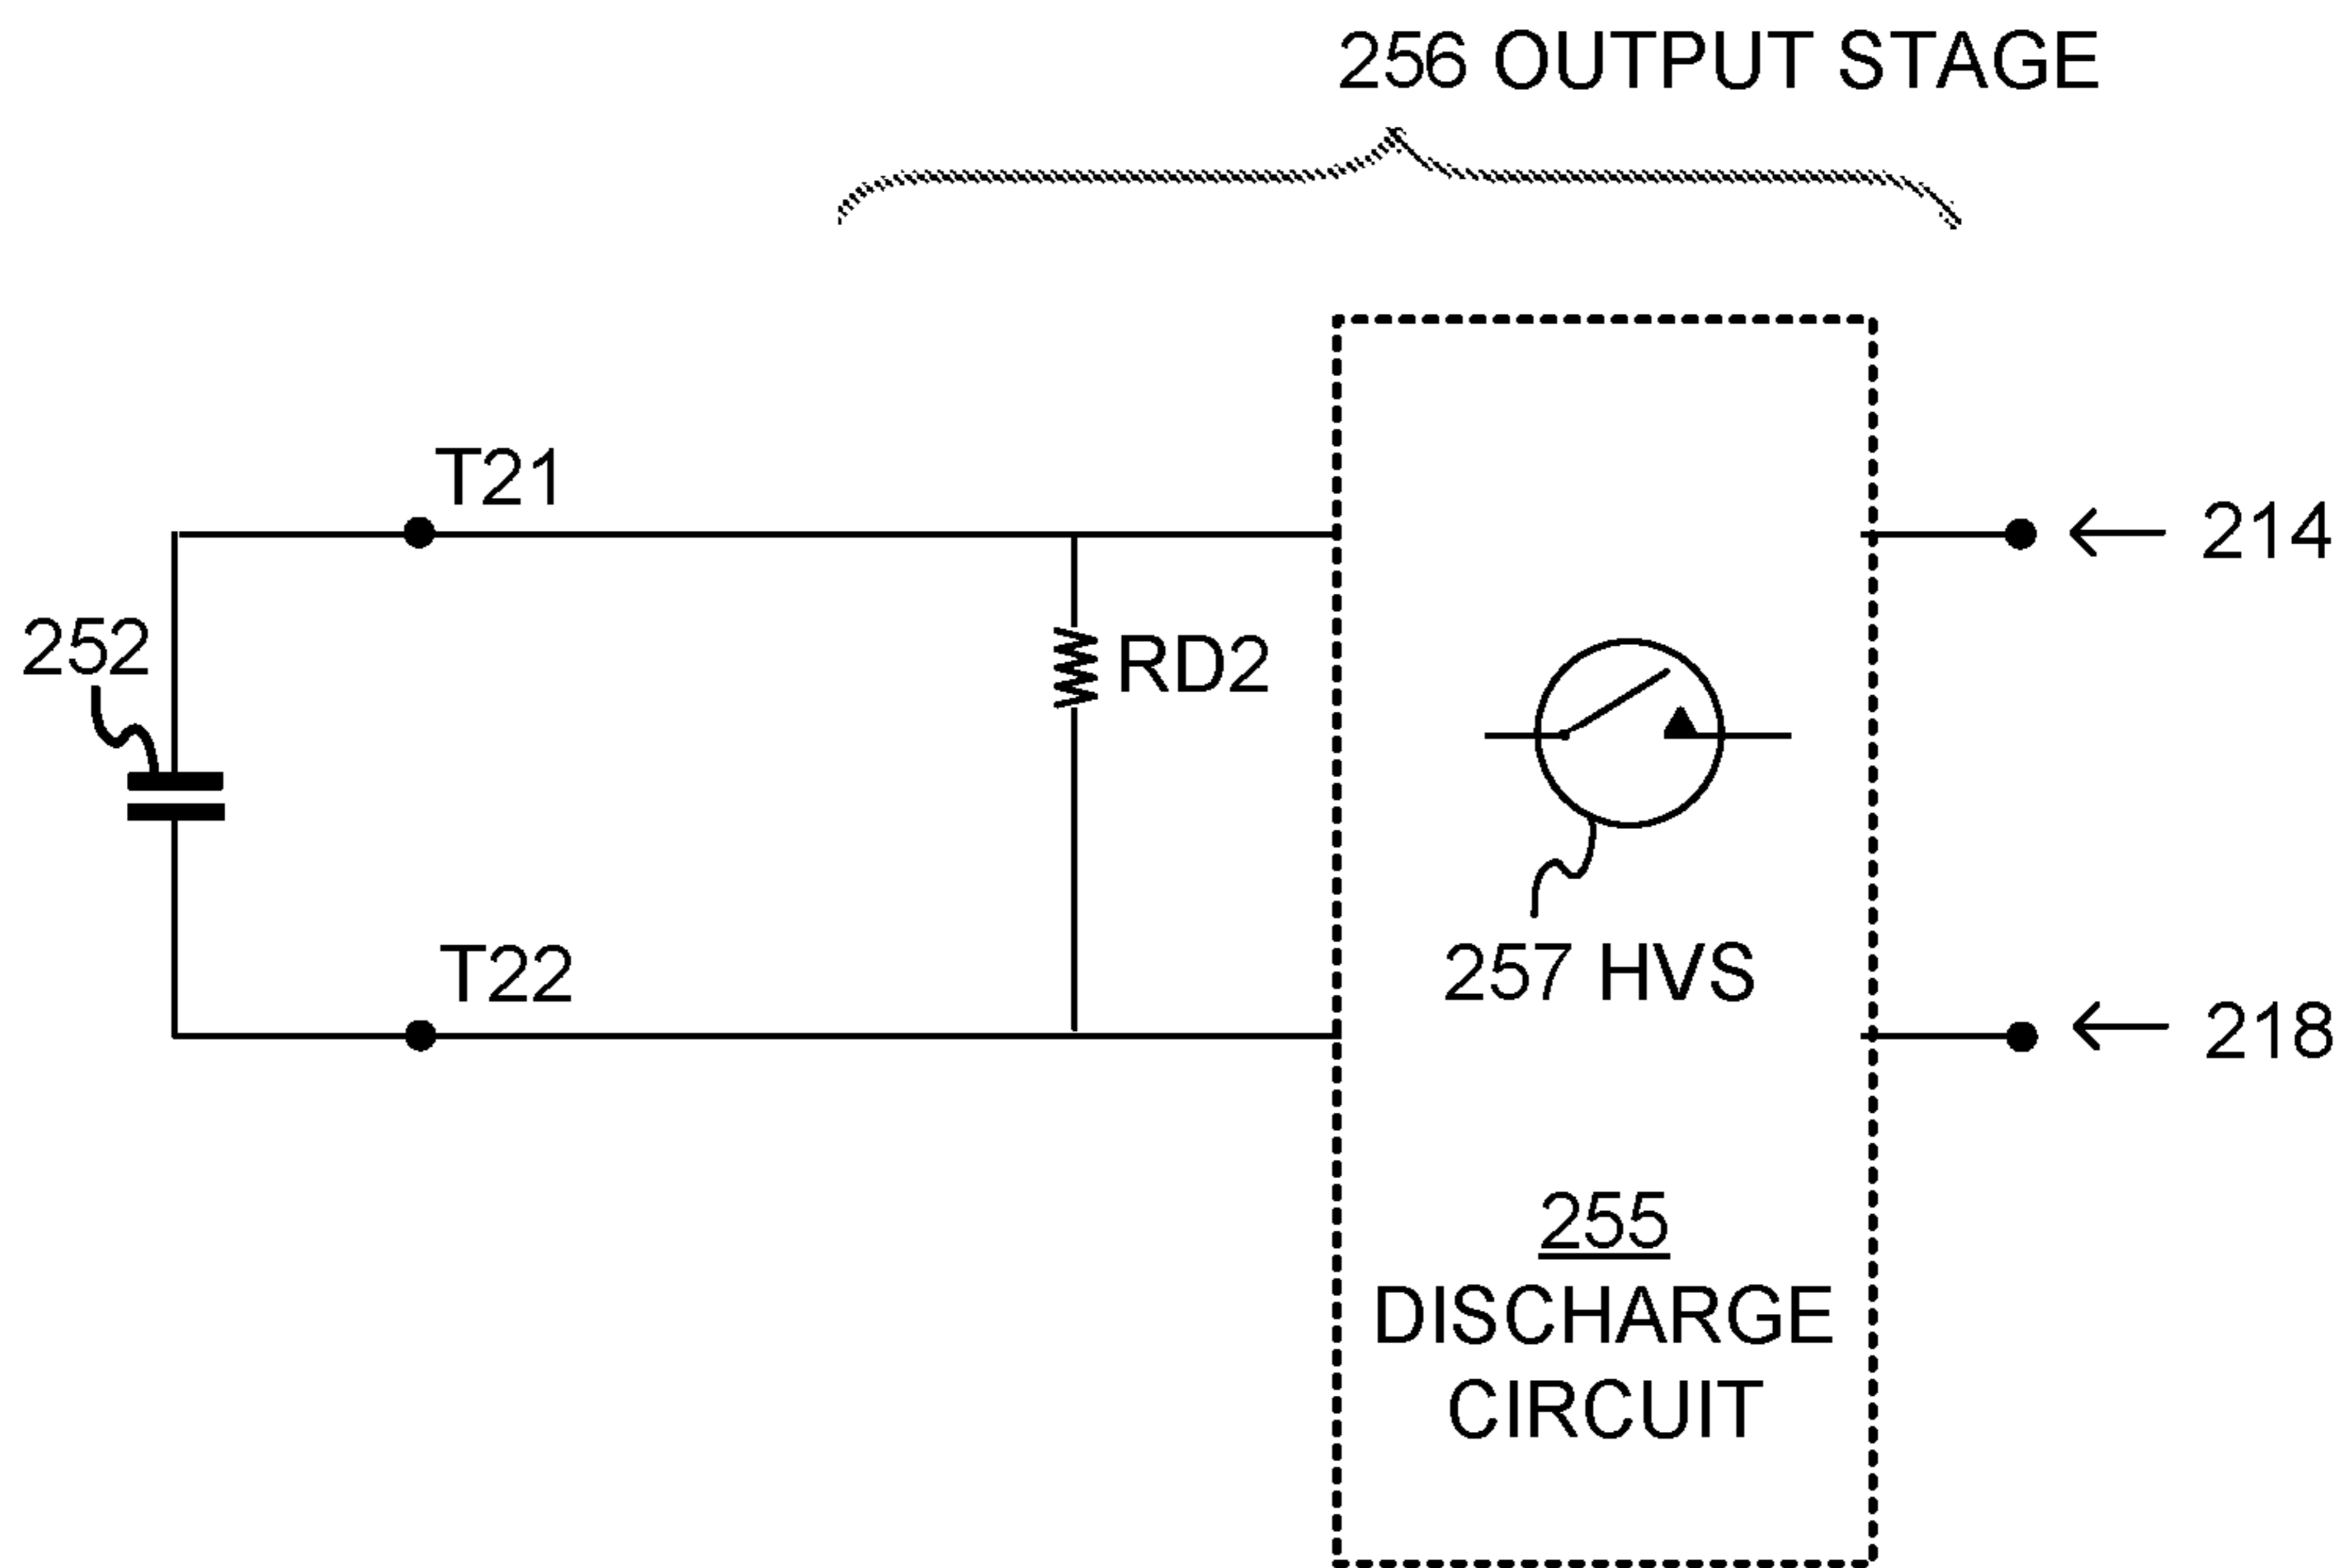 256 OUTPUT STAGE
T21
214
252
RD2
T22
257 HVS
218
255
DISCHARGE
CIRCUIT